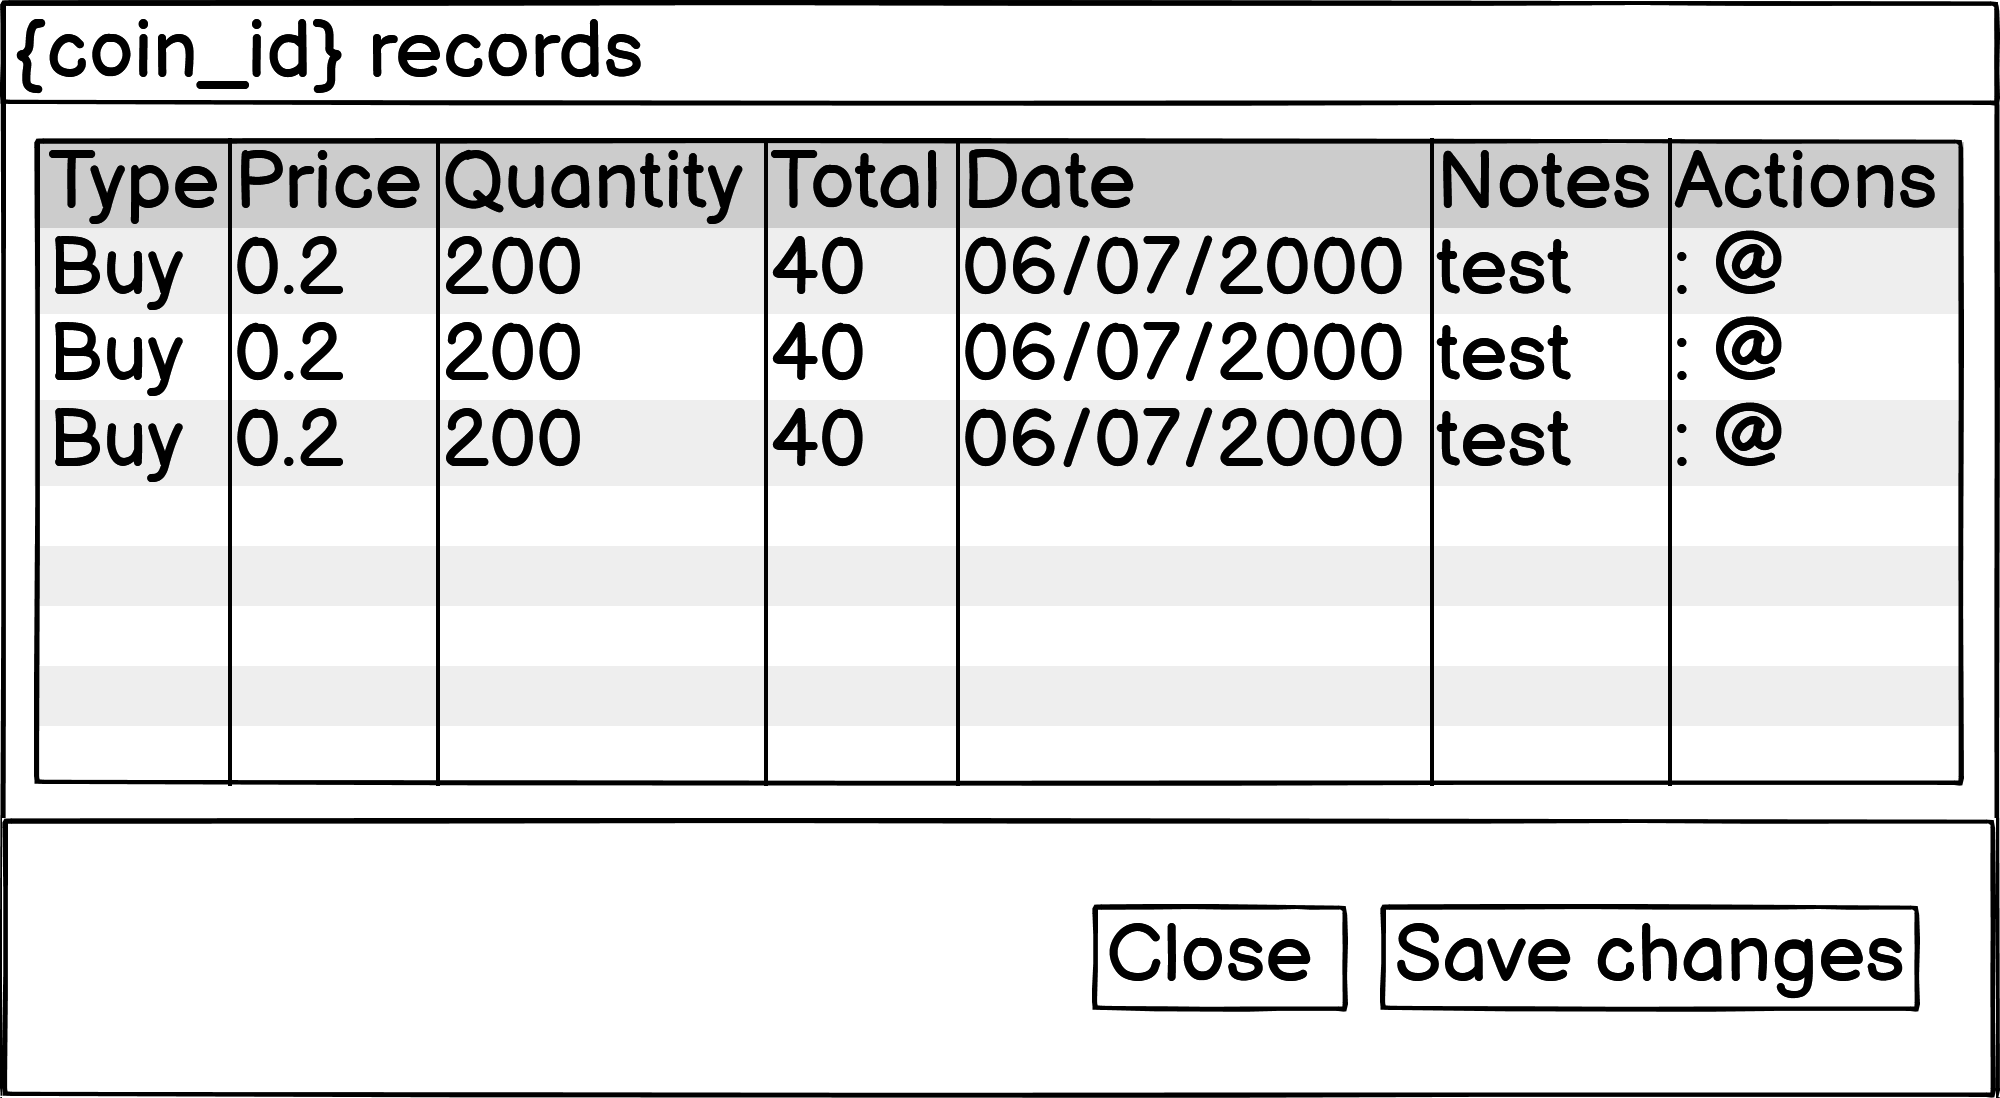 {coin_id} records
Type Price Quantity Total Date Notes Actions
Buy 0.2 200 40 06/07/2000 test : @
Buy 0.2 200 40 06/07/2000 test : @
Buy 0.2 200 40 06/07/2000 test : @
Close Save changes